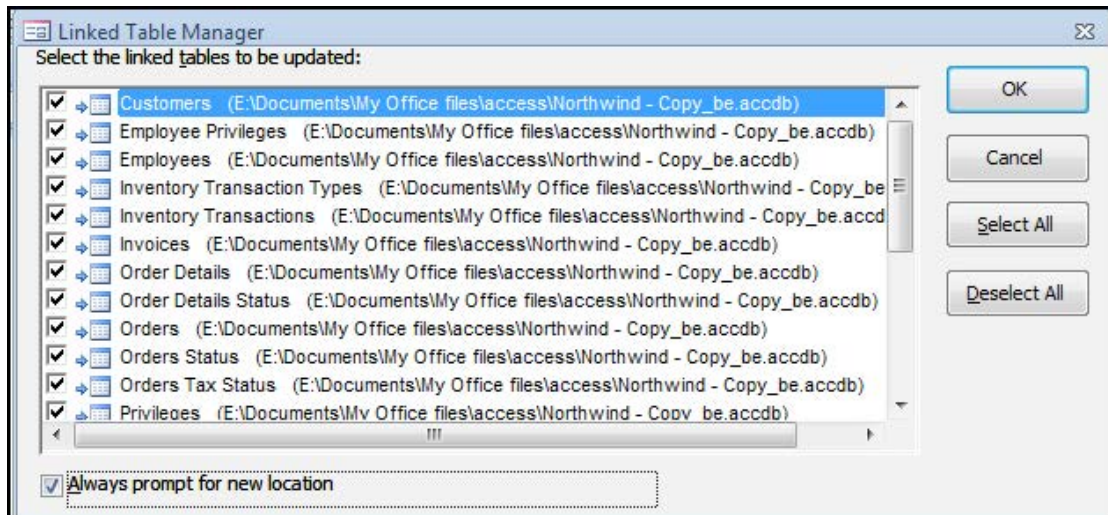 Linked Table Manager
Select the linked tables to be updated:
Customers (E:\Documents\My Office files\access\Northwind - Copy_be.accdb)
Employee Privileges (E:\Documents\My Office files\access\Northwind - Copy_be.accdb)
Employees (E:\Documents\My Office files\access\Northwind - Copy_be.accdb)
Inventory Transaction Types (E:\Documents\My Office files\access\Northwind - Copy_be
Inventory Transactions (E:\Documents\My Office files\access\Northwind - Copy_be.accd
Invoices (E:\Documents\My Office files\access\Northwind - Copy_be.accdb)
Order Details (E:\Documents\My Office files\access\Northwind - Copy_be.accdb)
Order Details Status (E:\Documents\My Office files\access\Northwind - Copy_be.accdb)
Orders (E:\Documents\My Office files\access\Northwind - Copy_be.accdb)
Orders Status (E:\Documents\My Office files\access\Northwind - Copy_be.accdb)
Orders Tax Status (E:\Documents\My Office files\access\Northwind - Copy_be.accdb)
Privileges (E:\Documents\My Office files\access\Northwind - Copy_be.accdb)
OK
Cancel
Select All
Deselect All
Always prompt for new location